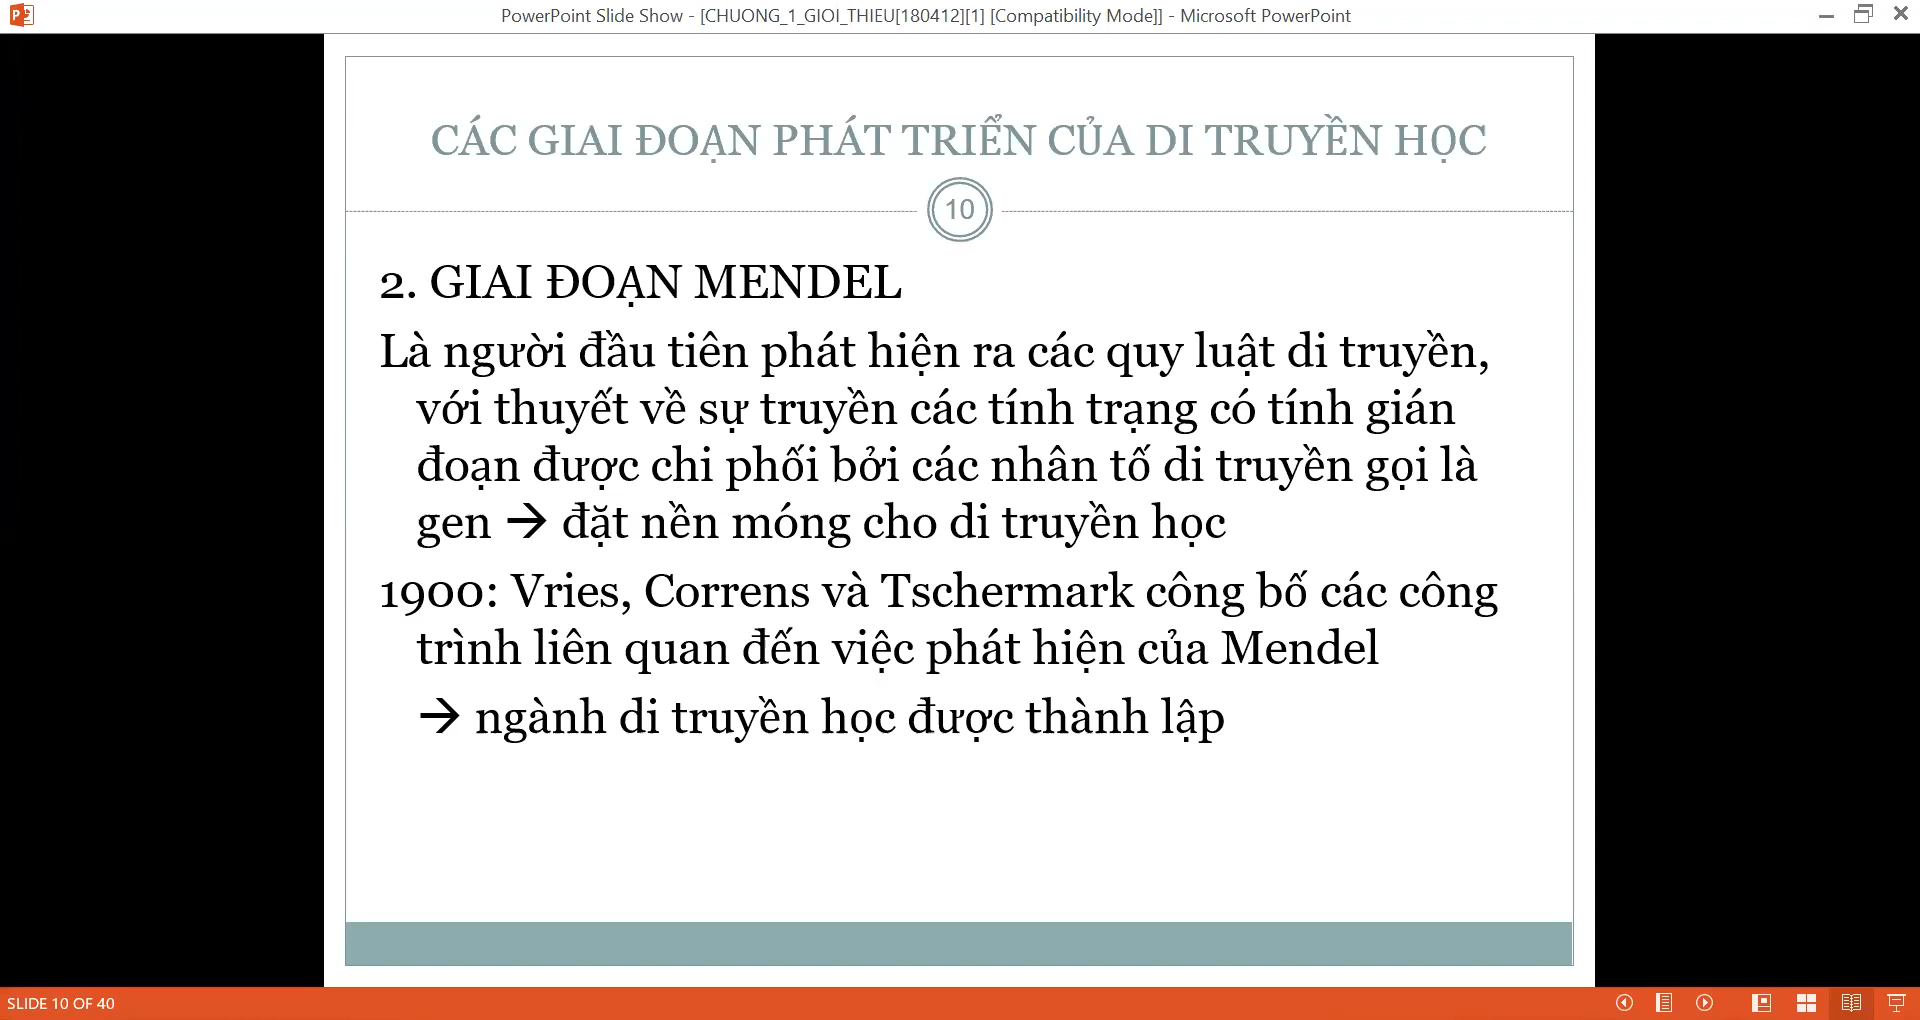 PowerPoint Slide Show - [CHUONG_1_GIOI_THIEU[180412][1] [Compatibility Mode]] - Microsoft PowerPoint
CÁC GIAI ĐOẠN PHÁT TRIỂN CỦA DI TRUYỀN HỌC
10
2. GIAI ĐOẠN MENDEL
Là người đầu tiên phát hiện ra các quy luật di truyền,
với thuyết về sự truyền các tính trạng có tính gián
đoạn được chi phối bởi các nhân tố di truyền gọi là
gen → đặt nền móng cho di truyền học
1900: Vries, Correns và Tschermark công bố các công
trình liên quan đến việc phát hiện của Mendel
→ ngành di truyền học được thành lập
SLIDE 10 OF 40